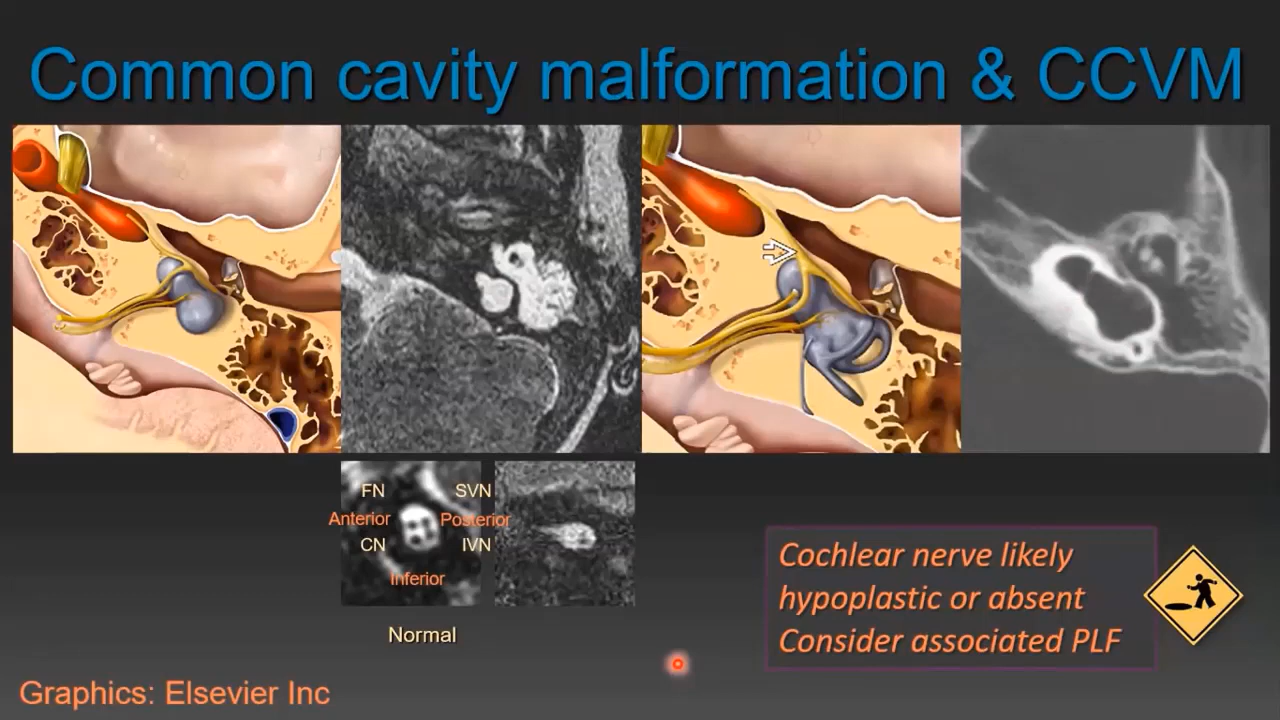 Common cavity malformation & CCVM
FN SVN
Anterior Posterior
CN IVN
Inferior
Normal
Cochlear nerve likely
hypoplastic or absent
Consider associated PLF
Graphics: Elsevier Inc